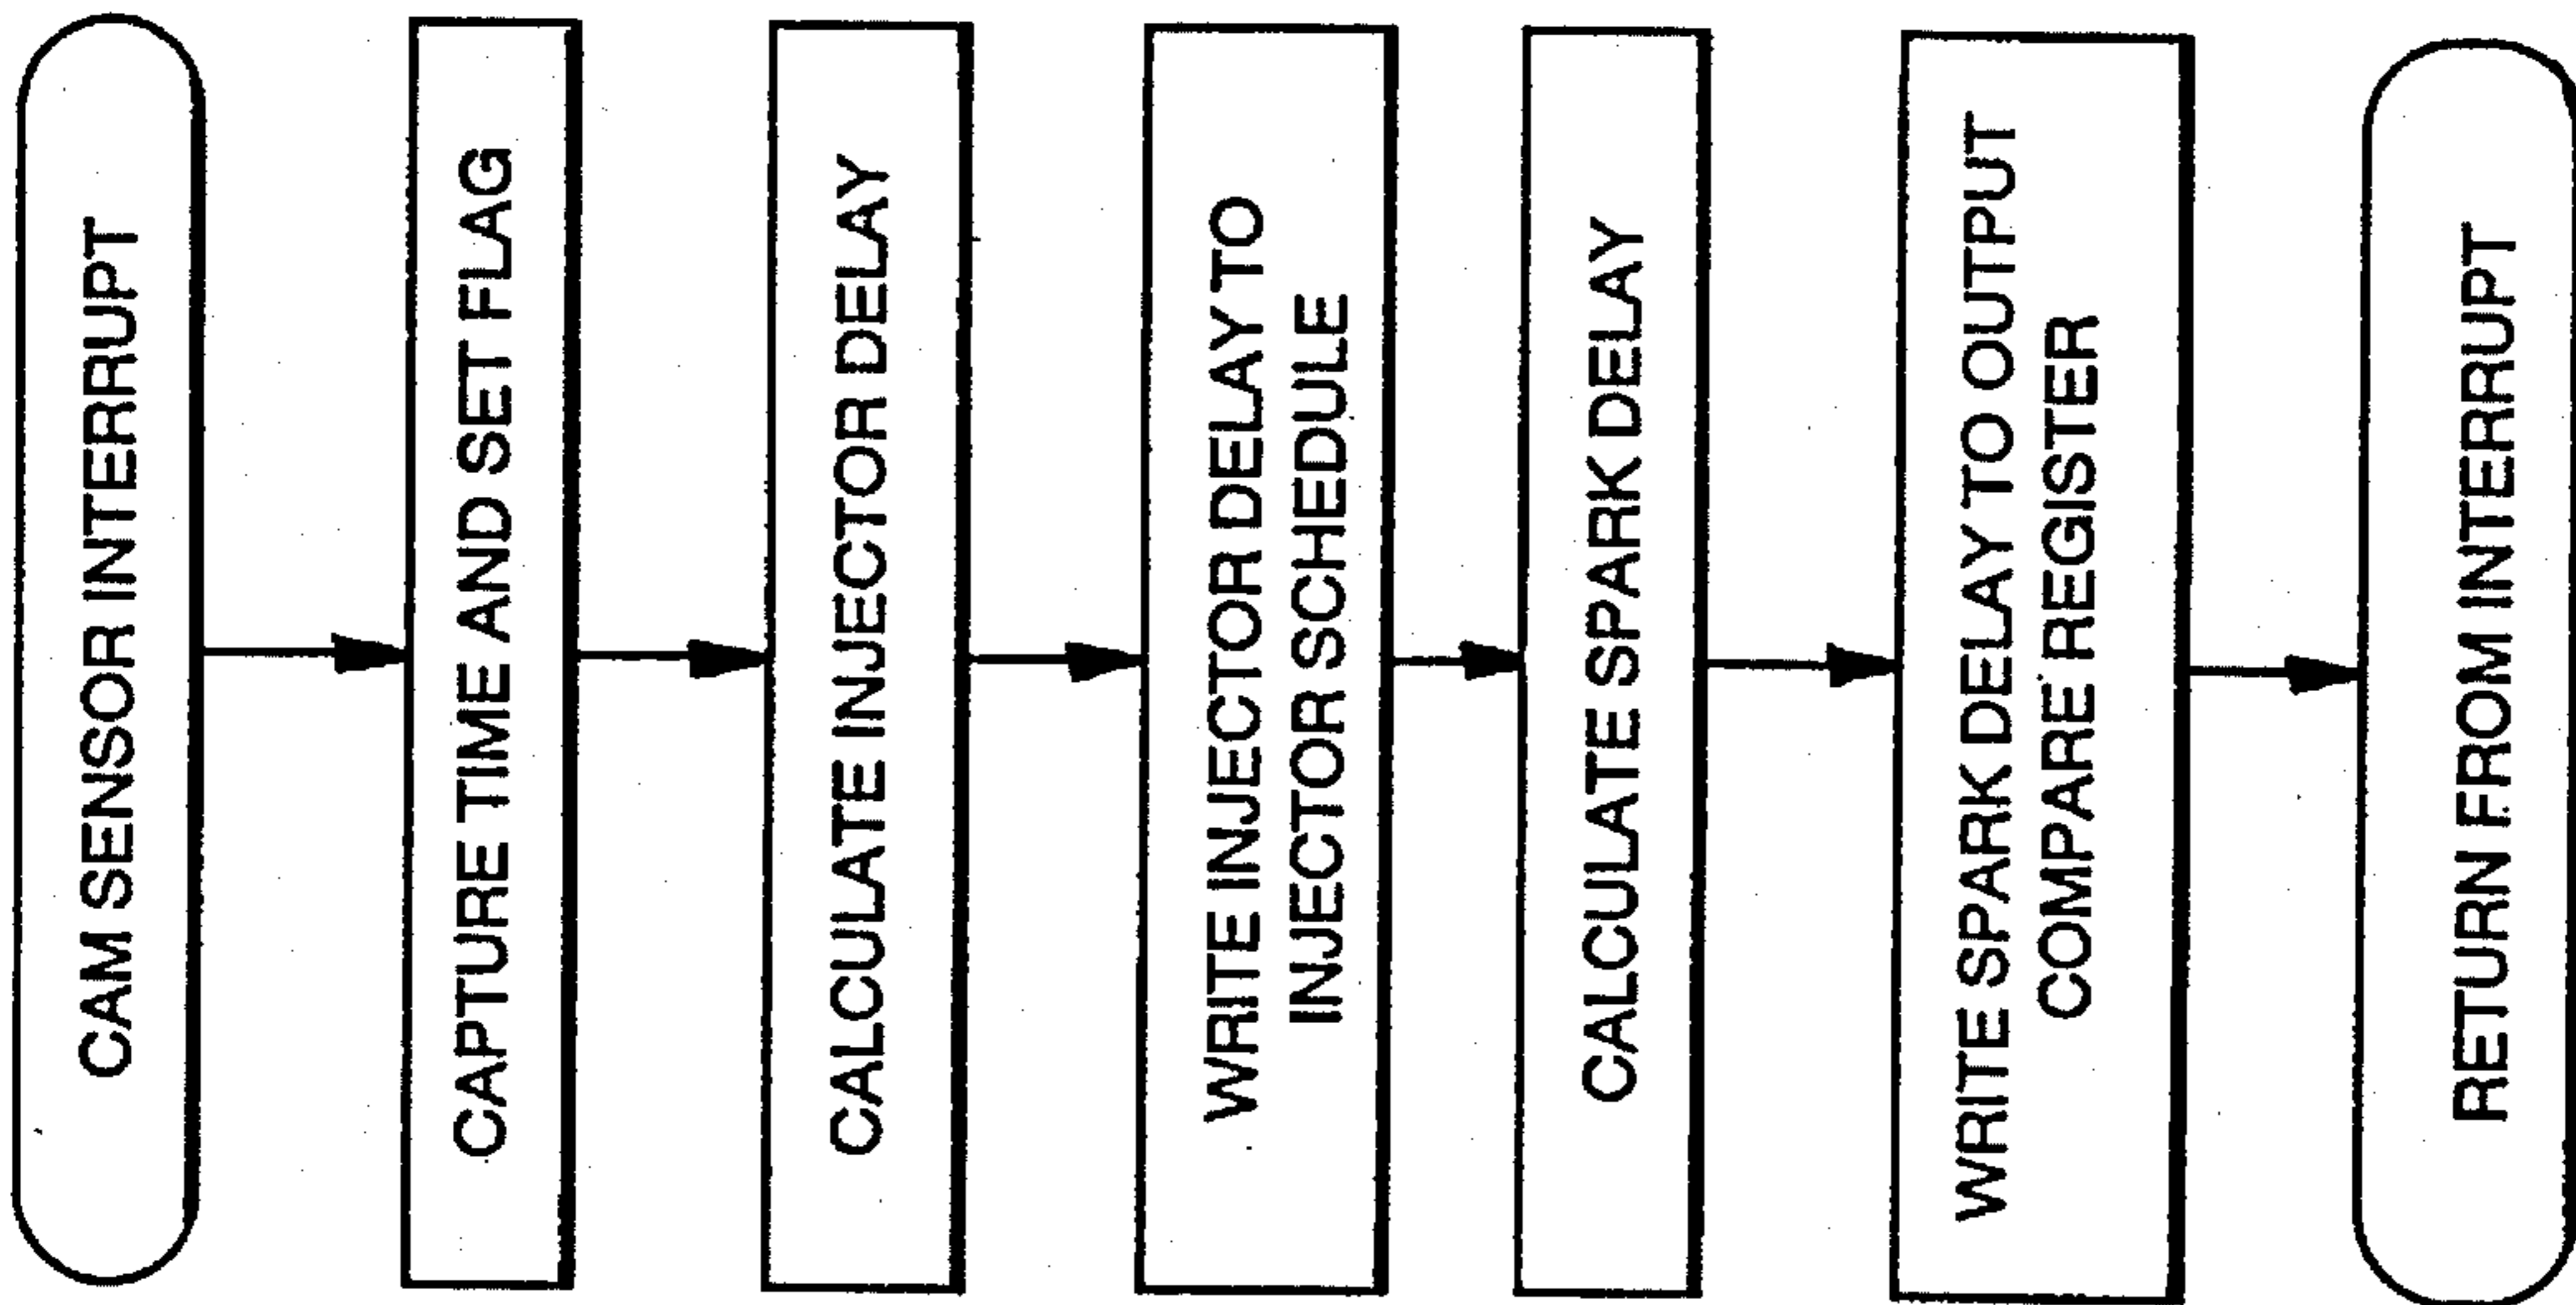 CAM SENSOR INTERRUPT
CAPTURE TIME AND SET FLAG
CALCULATE INJECTOR DELAY
WRITE INJECTOR DELAY TO
INJECTOR SCHEDULE
CALCULATE SPARK DELAY
WRITE SPARK DELAY TO OUTPUT
COMPARE REGISTER
RETURN FROM INTERRUPT